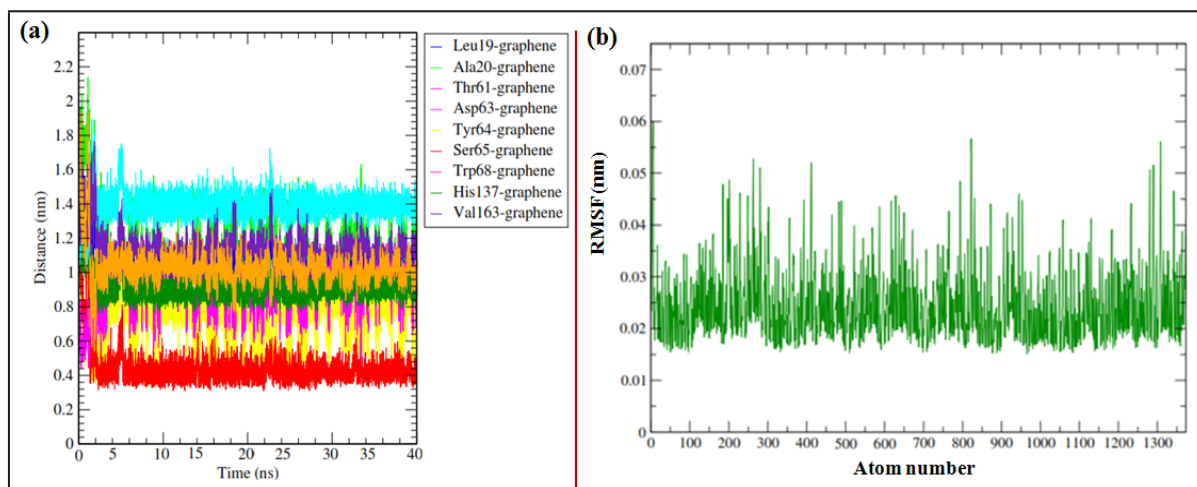 (a)
2.2
2
1.8
1.6
1.4
1.2
1
0.8
0.6
0.4
0.2
0
Distance (nm)
0 5 10 15 20 25 30 35 40
Time (ns)
Leu19-graphene
Ala20-graphene
Thr61-graphene
Asp63-graphene
Tyr64-graphene
Ser65-graphene
Trp68-graphene
His137-graphene
Val163-graphene
(b)
0.07
0.06
0.05
0.04
0.03
0.02
0.01
0
RMSF (nm)
0 100 200 300 400 500 600 700 800 900 1000 1100 1200 1300
Atom number